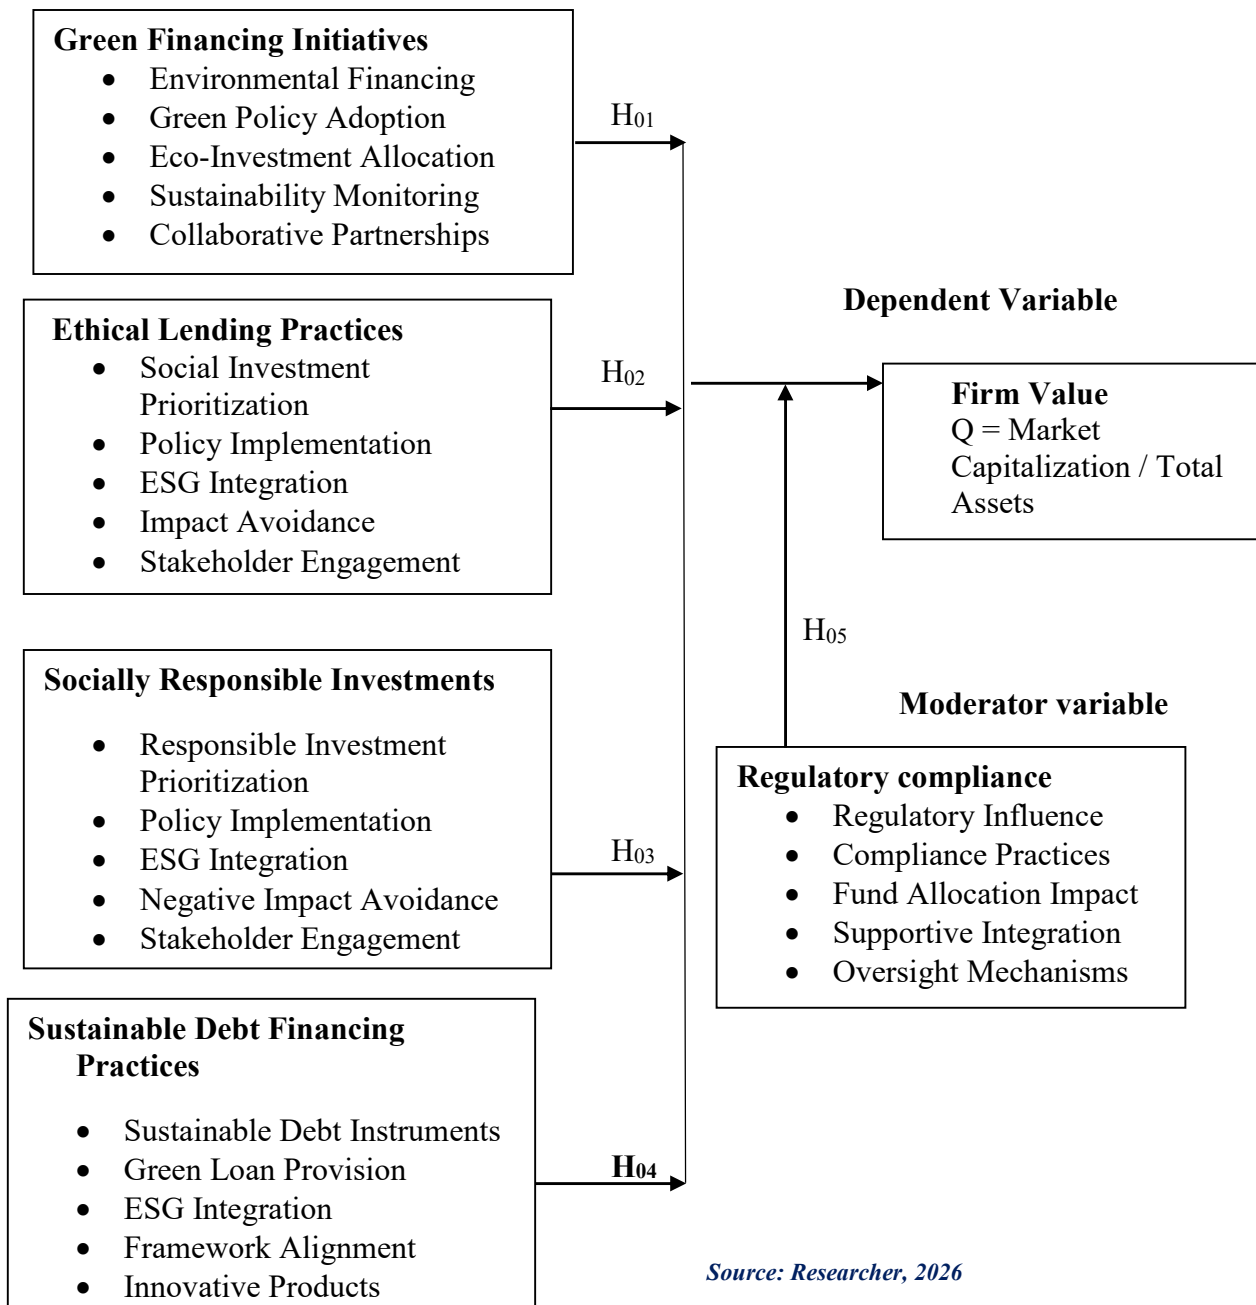 Green Financing Initiatives
• Environmental Financing
• Green Policy Adoption
• Eco-Investment Allocation
• Sustainability Monitoring
• Collaborative Partnerships
H01
Ethical Lending Practices
• Social Investment
Prioritization
• Policy Implementation
• ESG Integration
• Impact Avoidance
• Stakeholder Engagement
H02
Dependent Variable
Firm Value
Q = Market
Capitalization / Total
Assets
H05
Socially Responsible Investments
• Responsible Investment
Prioritization
• Policy Implementation
• ESG Integration
• Negative Impact Avoidance
• Stakeholder Engagement
H03
Moderator variable
Regulatory compliance
• Regulatory Influence
• Compliance Practices
• Fund Allocation Impact
• Supportive Integration
• Oversight Mechanisms
Sustainable Debt Financing
Practices
• Sustainable Debt Instruments
• Green Loan Provision
• ESG Integration
• Framework Alignment
• Innovative Products
H04
Source: Researcher, 2026